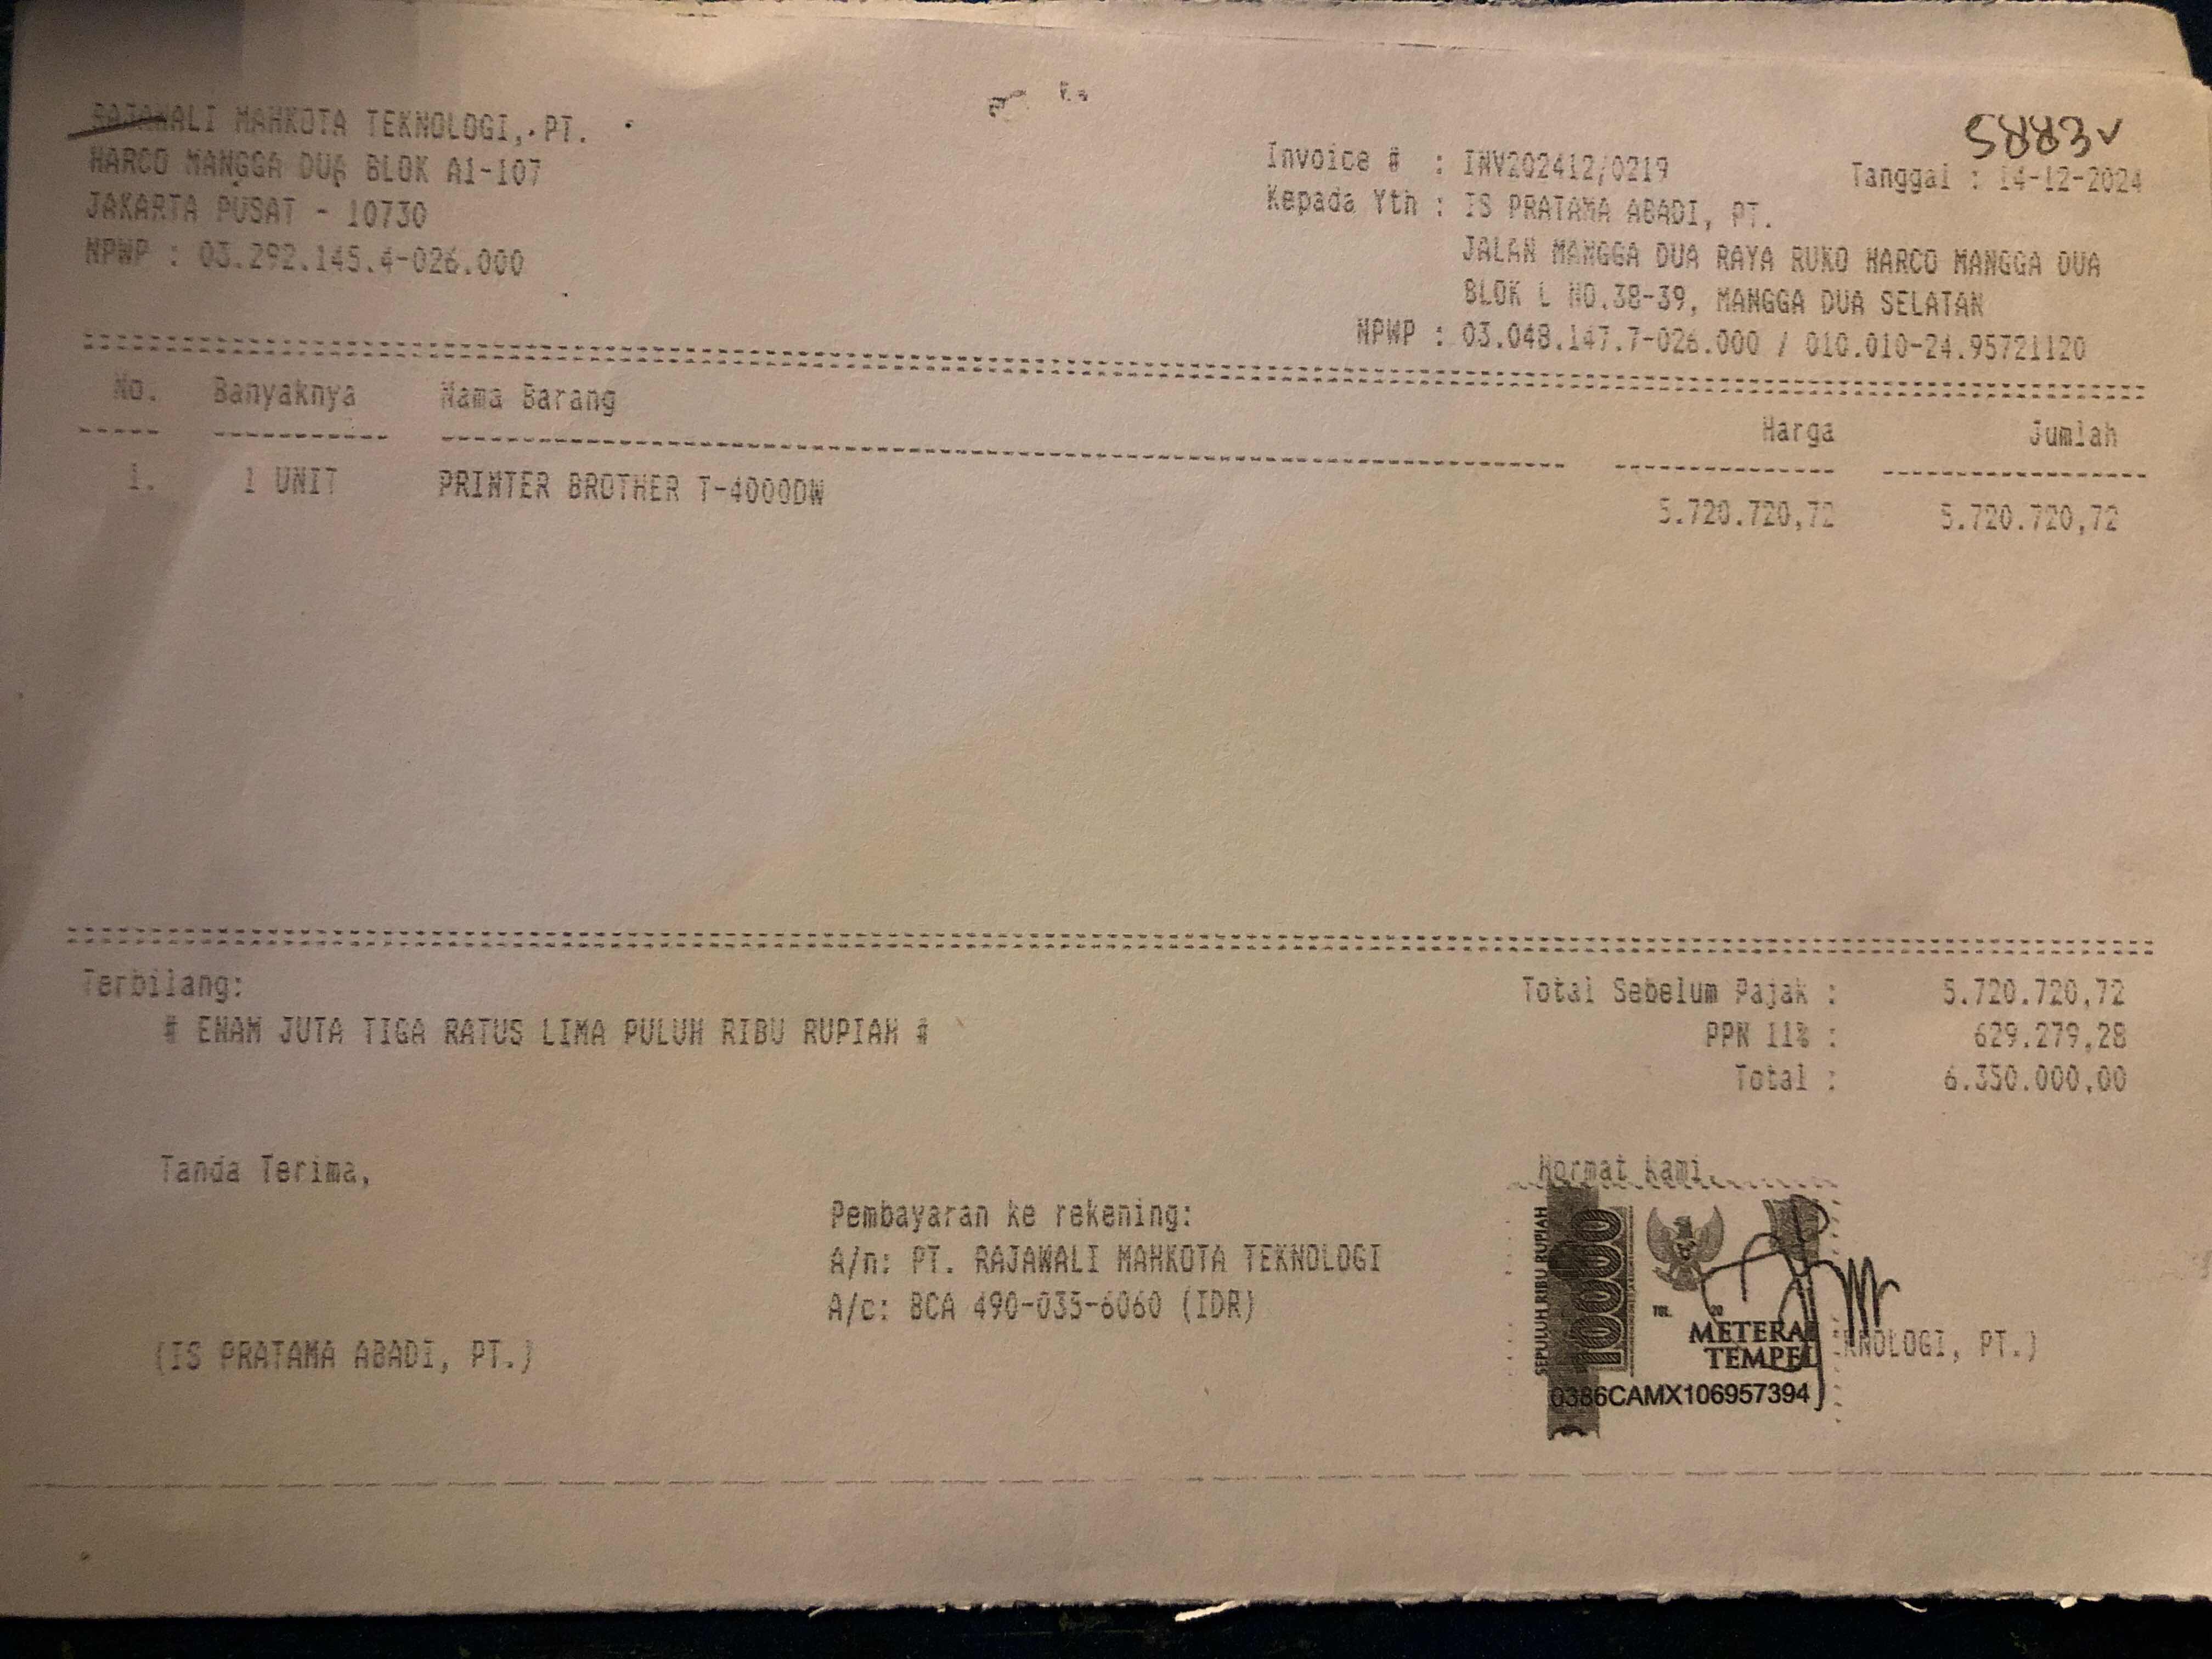 RAJAWALI MAHKOTA TEKNOLOGI, PT.
HARCO MANGGA DUA BLOK A1-107
JAKARTA PUSAT - 10730
NPWP : 03.292.145.4-026.000
5883
Invoice # : INV202412/0219 Tanggal : 14-12-2024
Kepada Yth : IS PRATAMA ABADI, PT.
JALAN MANGGA DUA RAYA RUKO HARCO MANGGA DUA
BLOK L NO.38-39, MANGGA DUA SELATAN
NPWP : 03.048.147.7-026.000 / 010.010-24.95721120
No. Banyaknya Nama Barang Harga Jumlah
1. 1 UNIT PRINTER BROTHER T-4000DW 5.720.720,72 5.720.720,72
Terbilang:
# ENAM JUTA TIGA RATUS LIMA PULUH RIBU RUPIAH #
Total Sebelum Pajak : 5.720.720,72
PPN 11% : 629.279,28
Total : 6.350.000,00
Tanda Terima,
(IS PRATAMA ABADI, PT.)
Pembayaran ke rekening:
A/n: PT. RAJAWALI MAHKOTA TEKNOLOGI
A/c: BCA 490-035-6060 (IDR)
Hormat Kami,
SEPULUH RIBU RUPIAH
10000
TGL. 20
METERAI
TEMPEL
KNOLOGI, PT.)
0386CAMX106957394